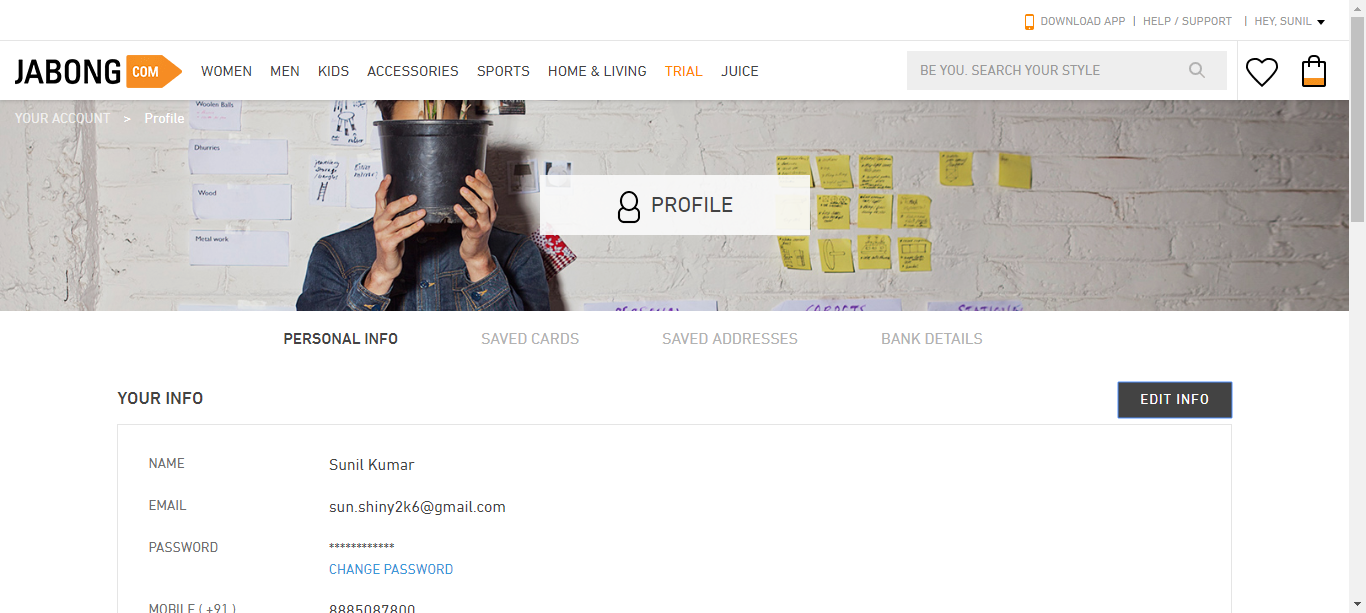 DOWNLOAD APP | HELP / SUPPORT | HEY, SUNIL
JABONG COM WOMEN MEN KIDS ACCESSORIES SPORTS HOME & LIVING TRIAL JUICE BE YOU. SEARCH YOUR STYLE
YOUR ACCOUNT > Profile
Woolen Balls
Dhurries
Wood
Metal work
PROFILE
PERSONAL INFO SAVED CARDS SAVED ADDRESSES BANK DETAILS
YOUR INFO EDIT INFO
NAME Sunil Kumar
EMAIL sun.shiny2k6@gmail.com
PASSWORD ************
CHANGE PASSWORD
MOBILE ( +91 ) 8885087800